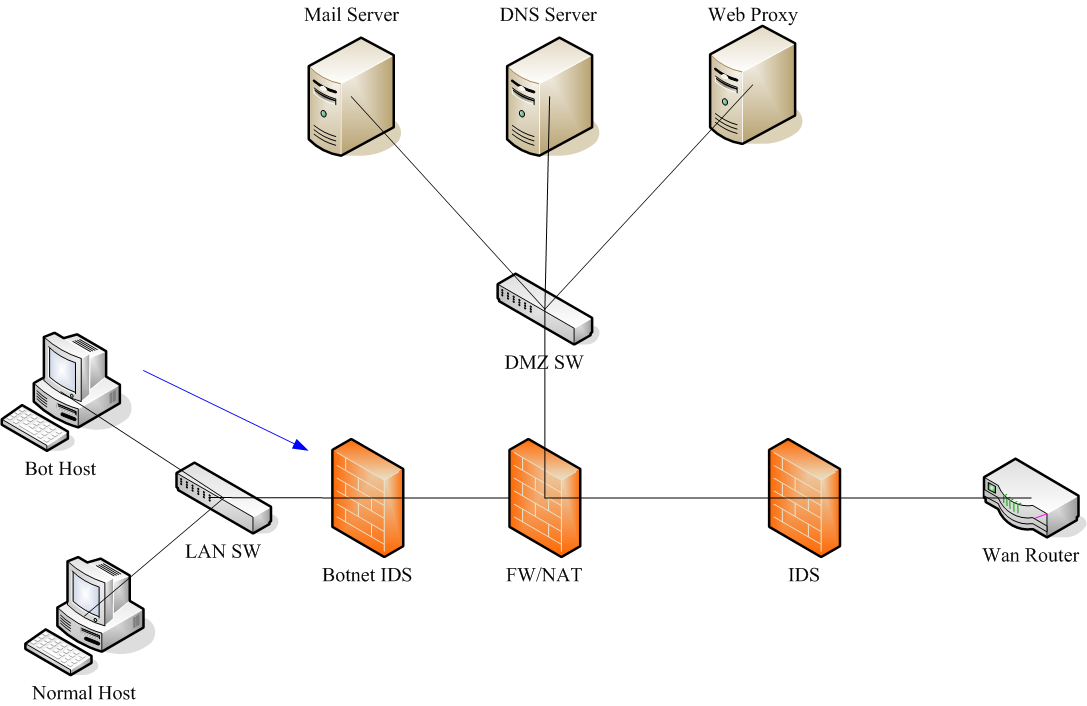 Mail Server
DNS Server
Web Proxy
DMZ SW
Bot Host
LAN SW
Botnet IDS
FW/NAT
IDS
Wan Router
Normal Host